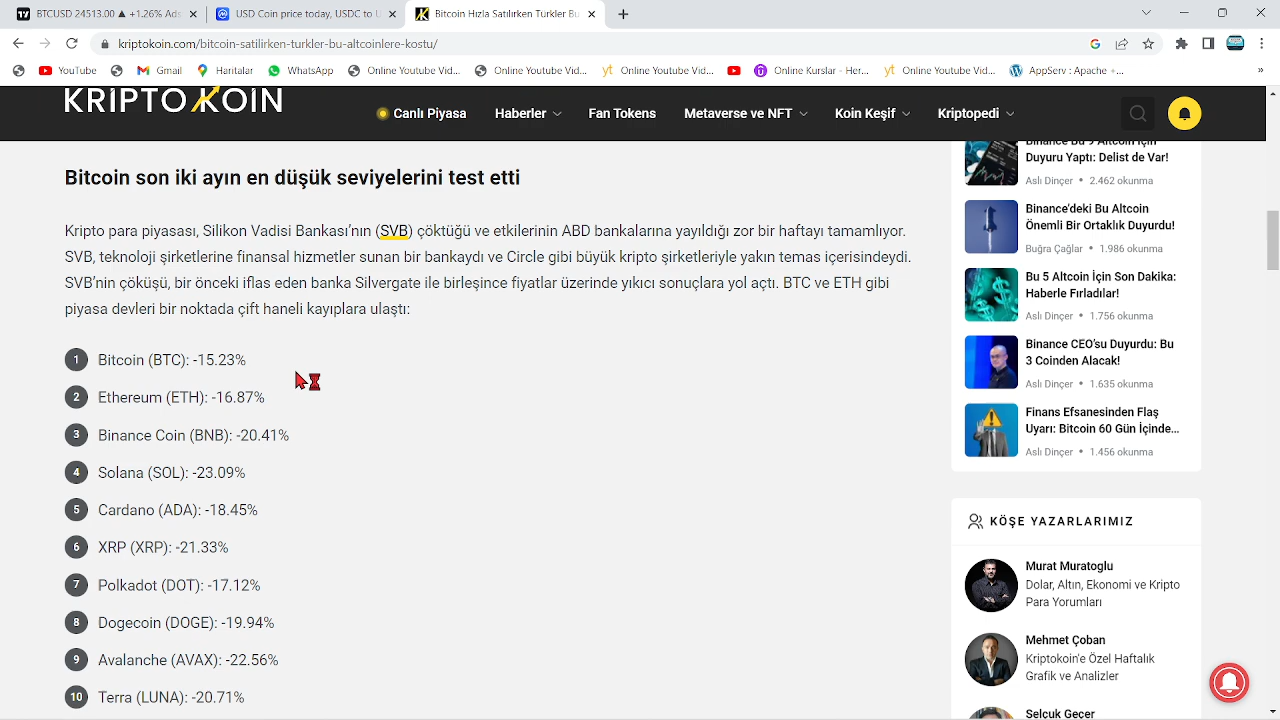 BTCUSD 24513.00 ▲ +1.26% Ads
USD Coin price today, USDC to U
Bitcoin Hızla Satılırken Türkler Bu
kriptokoin.com/bitcoin-satilirken-turkler-bu-altcoinlere-kostu/
YouTube
Gmail
Haritalar
WhatsApp
Online Youtube Vid...
Online Youtube Vid...
Online Youtube Vid...
Online Kurslar - Her...
Online Youtube Vid...
AppServ : Apache +...
»
KRIPTOKOIN
Canlı Piyasa
Haberler
Fan Tokens
Metaverse ve NFT
Koin Keşif
Kriptopedi
Bitcoin son iki ayın en düşük seviyelerini test etti
Kripto para piyasası, Silikon Vadisi Bankası’nın (SVB) çöktüğü ve etkilerinin ABD bankalarına yayıldığı zor bir haftayı tamamlıyor.
SVB, teknoloji şirketlerine finansal hizmetler sunan bir bankaydı ve Circle gibi büyük kripto şirketleriyle yakın temas içerisindeydi.
SVB’nin çöküşü, bir önceki iflas eden banka Silvergate ile birleşince fiyatlar üzerinde yıkıcı sonuçlara yol açtı. BTC ve ETH gibi
piyasa devleri bir noktada çift haneli kayıplara ulaştı:
1 Bitcoin (BTC): -15.23%
2 Ethereum (ETH): -16.87%
3 Binance Coin (BNB): -20.41%
4 Solana (SOL): -23.09%
5 Cardano (ADA): -18.45%
6 XRP (XRP): -21.33%
7 Polkadot (DOT): -17.12%
8 Dogecoin (DOGE): -19.94%
9 Avalanche (AVAX): -22.56%
10 Terra (LUNA): -20.71%
Binance Bu 9 Altcoin İçin
Duyuru Yaptı: Delist de Var!
Aslı Dinçer • 2.462 okunma
Binance’deki Bu Altcoin
Önemli Bir Ortaklık Duyurdu!
Buğra Çağlar • 1.986 okunma
Bu 5 Altcoin İçin Son Dakika:
Haberle Fırladılar!
Aslı Dinçer • 1.756 okunma
Binance CEO’su Duyurdu: Bu
3 Coinden Alacak!
Aslı Dinçer • 1.635 okunma
Finans Efsanesinden Flaş
Uyarı: Bitcoin 60 Gün İçinde...
Aslı Dinçer • 1.456 okunma
KÖŞE YAZARLARIMIZ
Murat Muratoglu
Dolar, Altın, Ekonomi ve Kripto
Para Yorumları
Mehmet Çoban
Kriptokoin'e Özel Haftalık
Grafik ve Analizler
Selcuk Geçer